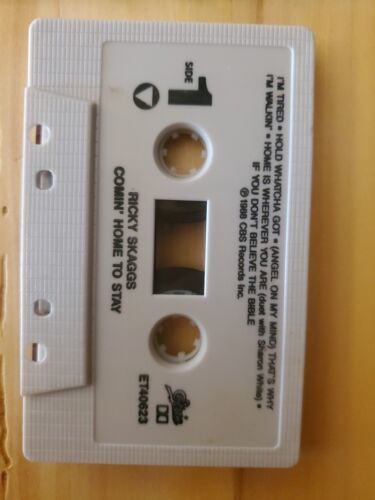 I'M TIRED • HOLD WHATCHA GOT • (ANGEL ON MY MIND) THAT'S WHY
I'M WALKIN' • HOME IS WHEREVER YOU ARE (duet with Sharon White) •
IF YOU DON'T BELIEVE THE BIBLE
℗1988 CBS Records Inc.
SIDE
1
RICKY SKAGGS
COMIN' HOME TO STAY
Epic
ET40623